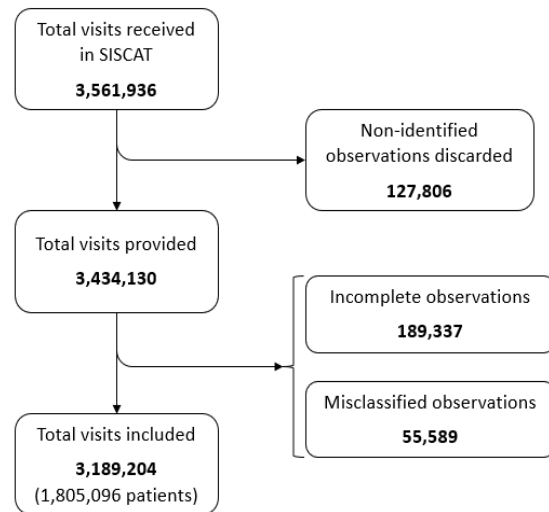 Total visits received
in SISCAT
3,561,936
Non-identified
observations discarded
127,806
Total visits provided
3,434,130
Incomplete observations
189,337
Misclassified observations
55,589
Total visits included
3,189,204
(1,805,096 patients)